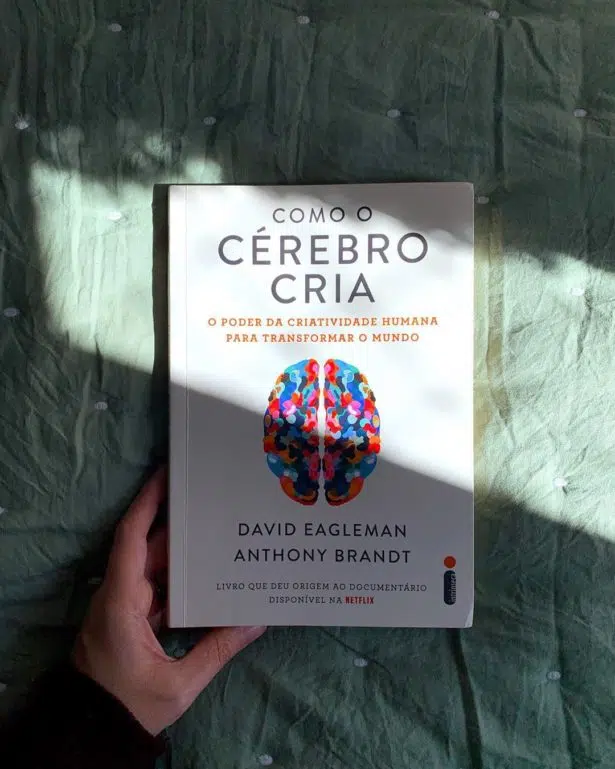 COMO O
CÉREBRO
CRIA
O PODER DA CRIATIVIDADE HUMANA
PARA TRANSFORMAR O MUNDO
DAVID EAGLEMAN
ANTHONY BRANDT
LIVRO QUE DEU ORIGEM AO DOCUMENTÁRIO
DISPONÍVEL NA NETFLIX
intrínseca